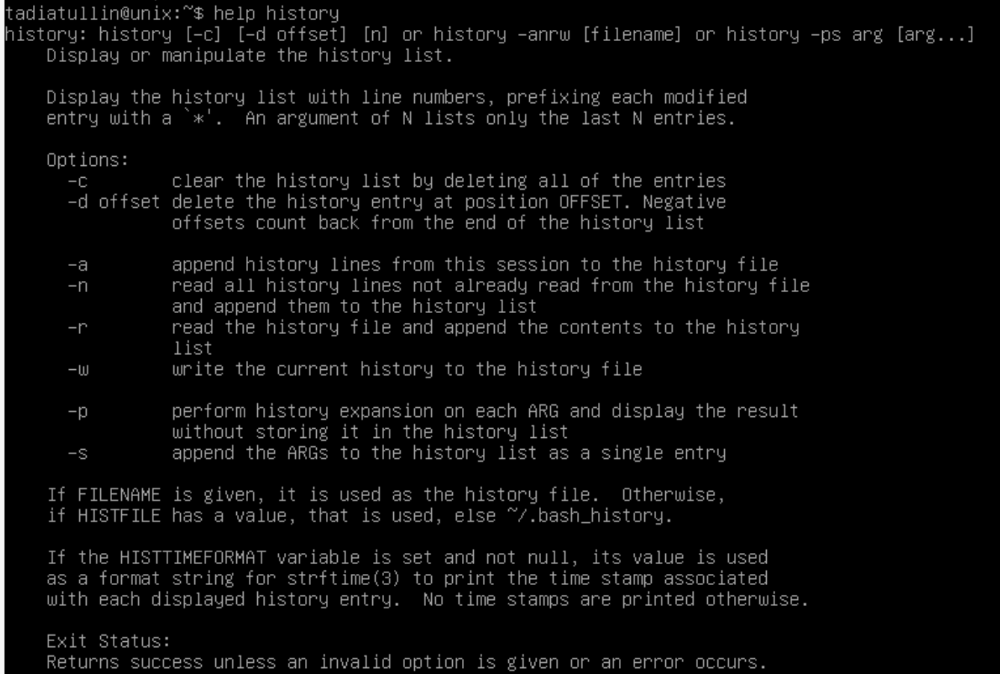 tadiatullin@unix:~$ help history
history: history [-c] [-d offset] [n] or history -anrw [filename] or history -ps arg [arg...]
    Display or manipulate the history list.

    Display the history list with line numbers, prefixing each modified
    entry with a `*'.  An argument of N lists only the last N entries.

    Options:
      -c        clear the history list by deleting all of the entries
      -d offset delete the history entry at position OFFSET. Negative
                offsets count back from the end of the history list

      -a        append history lines from this session to the history file
      -n        read all history lines not already read from the history file
                and append them to the history list
      -r        read the history file and append the contents to the history
                list
      -w        write the current history to the history file

      -p        perform history expansion on each ARG and display the result
                without storing it in the history list
      -s        append the ARGs to the history list as a single entry

    If FILENAME is given, it is used as the history file.  Otherwise,
    if HISTFILE has a value, that is used, else ~/.bash_history.

    If the HISTTIMEFORMAT variable is set and not null, its value is used
    as a format string for strftime(3) to print the time stamp associated
    with each displayed history entry.  No time stamps are printed otherwise.

    Exit Status:
    Returns success unless an invalid option is given or an error occurs.